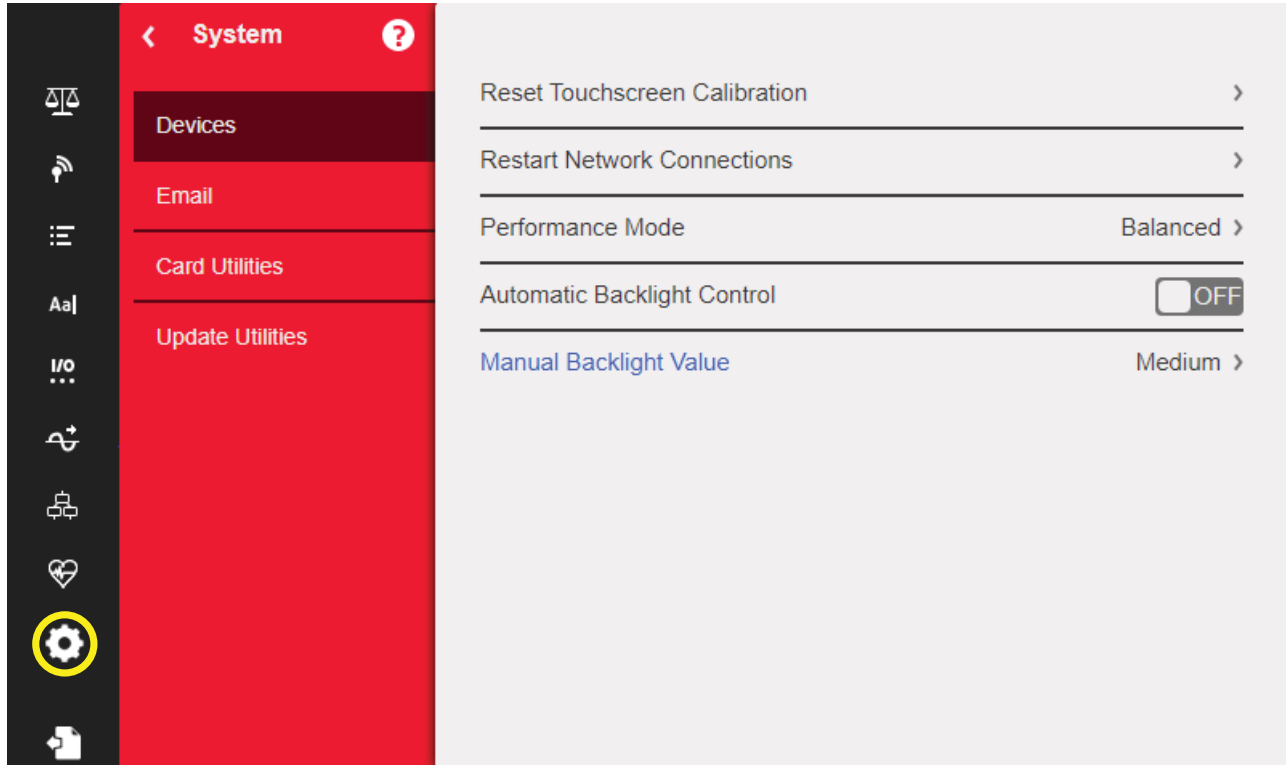 System
?
Devices
Email
Card Utilities
Update Utilities
Aa
I/O
Reset Touchscreen Calibration
Restart Network Connections
Performance Mode Balanced
Automatic Backlight Control OFF
Manual Backlight Value Medium